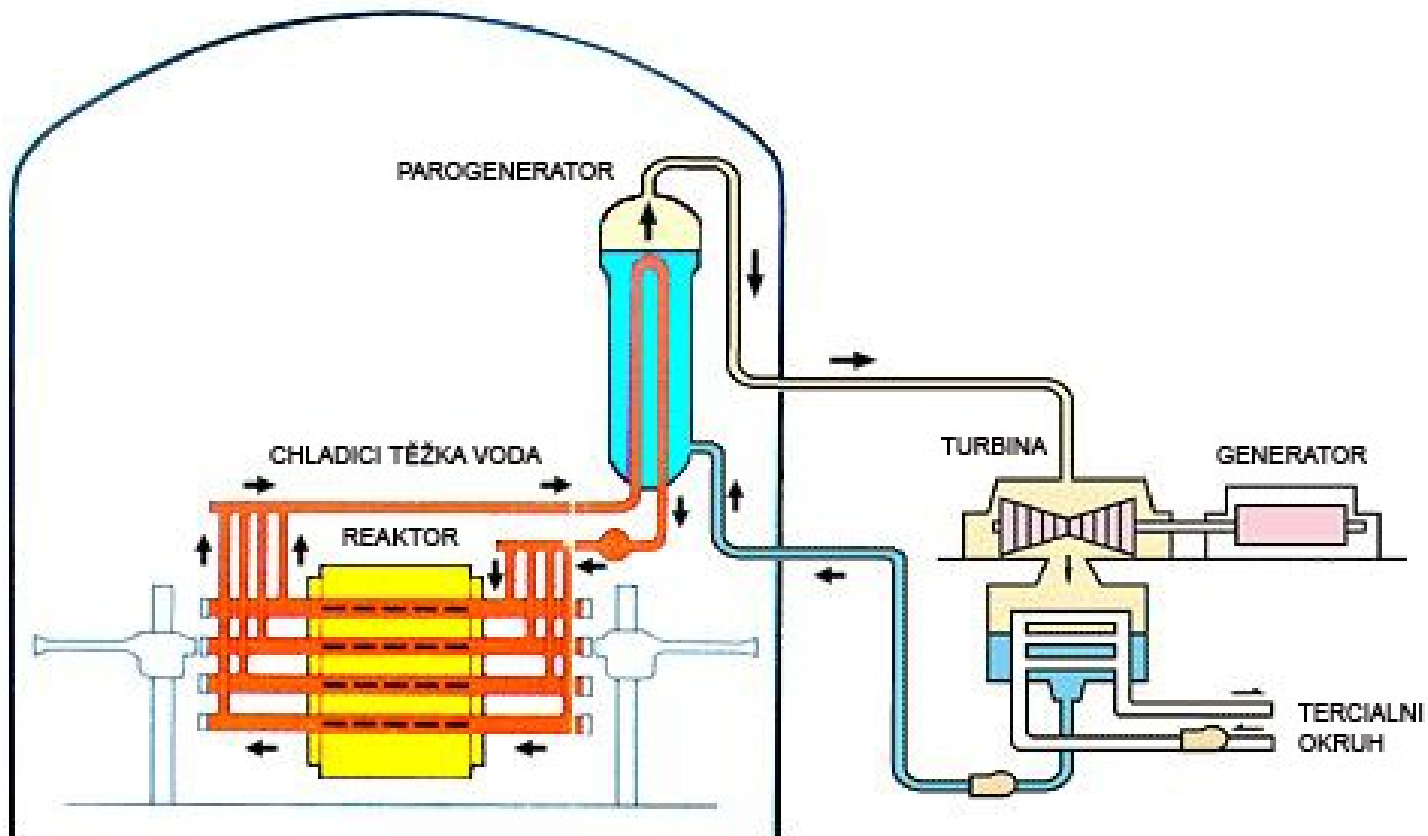 PAROGENERATOR
CHLADICI TĚŽKA VODA
REAKTOR
TURBINA
GENERATOR
TERCIALNI
OKRUH